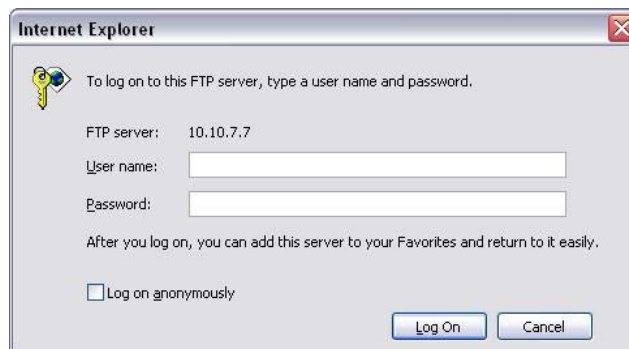 Internet Explorer
To log on to this FTP server, type a user name and password.
FTP server: 10.10.7.7
User name:
Password:
After you log on, you can add this server to your Favorites and return to it easily.
Log on anonymously
Log On Cancel